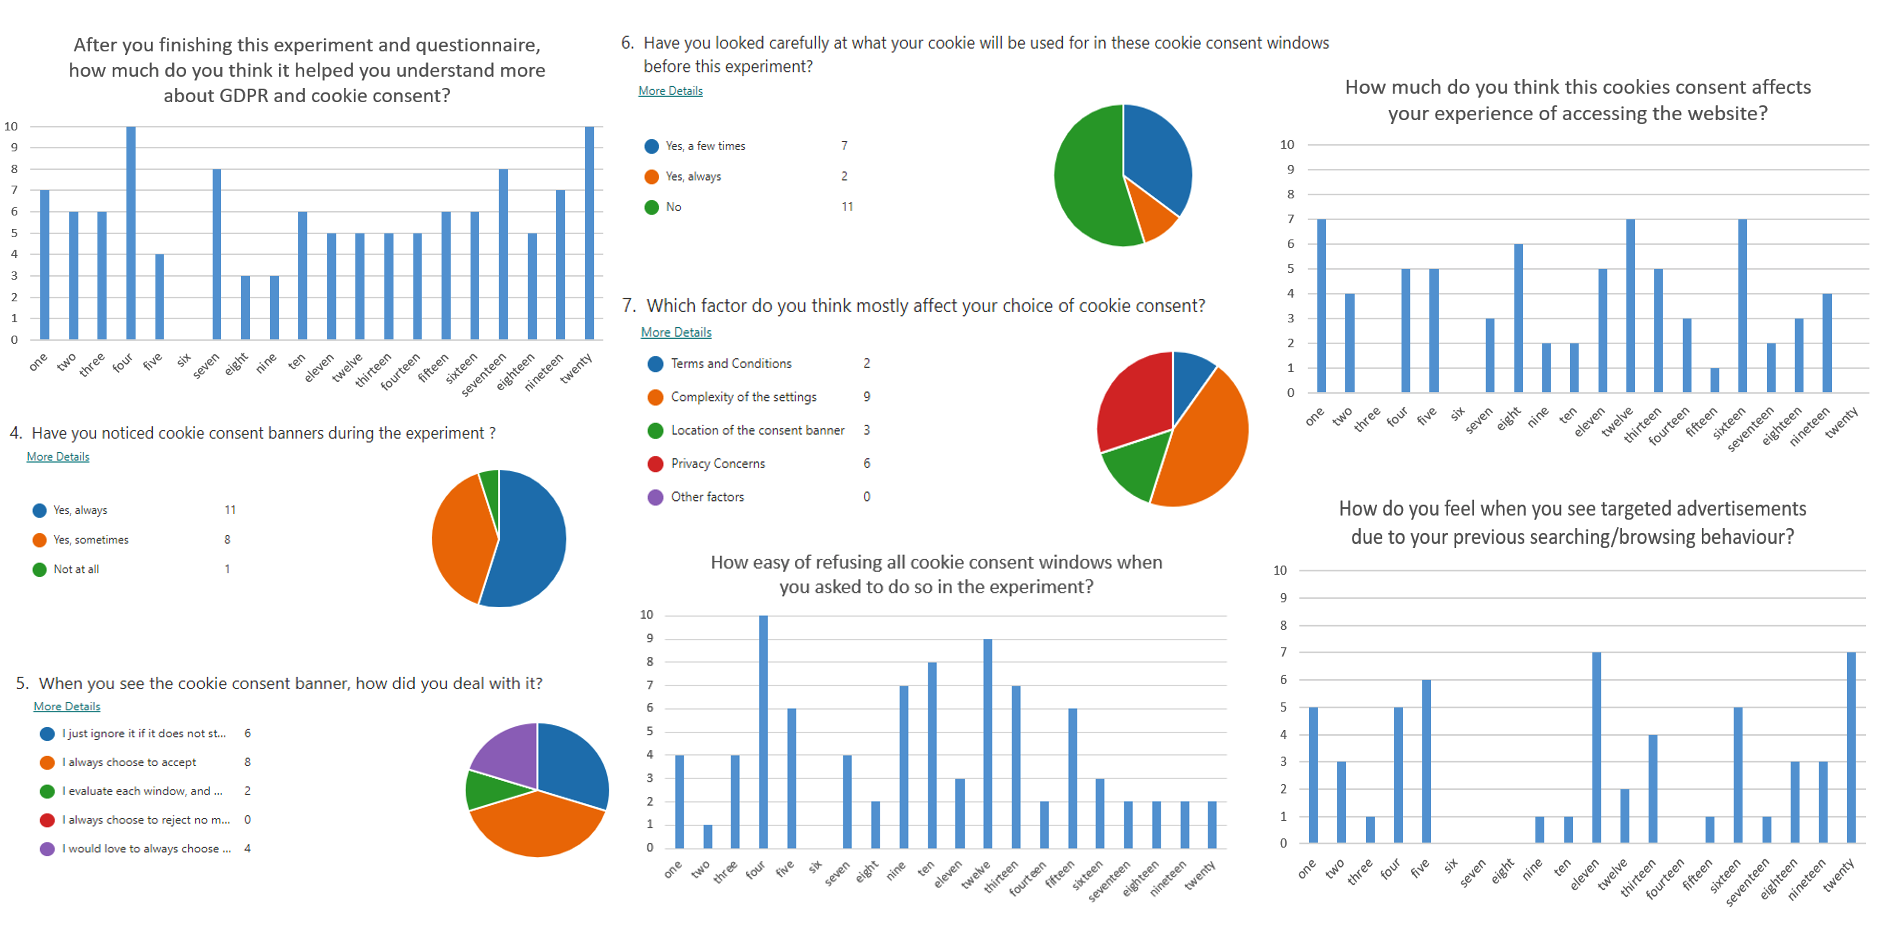 After you finishing this experiment and questionnaire,
how much do you think it helped you understand more
about GDPR and cookie consent?
10
9
8
7
6
5
4
3
2
1
0
one
two
three
four
five
six
seven
eight
nine
ten
eleven
twelve
thirteen
fourteen
fifteen
sixteen
seventeen
eighteen
nineteen
twenty
4. Have you noticed cookie consent banners during the experiment ?
More Details
Yes, always 11
Yes, sometimes 8
Not at all 1
5. When you see the cookie consent banner, how did you deal with it?
More Details
I just ignore it if it does not st... 6
I always choose to accept 8
I evaluate each window, and ... 2
I always choose to reject no m... 0
I would love to always choose ... 4
6. Have you looked carefully at what your cookie will be used for in these cookie consent windows
before this experiment?
More Details
Yes, a few times 7
Yes, always 2
No 11
7. Which factor do you think mostly affect your choice of cookie consent?
More Details
Terms and Conditions 2
Complexity of the settings 9
Location of the consent banner 3
Privacy Concerns 6
Other factors 0
How easy of refusing all cookie consent windows when
you asked to do so in the experiment?
10
9
8
7
6
5
4
3
2
1
0
one
two
three
four
five
six
seven
eight
nine
ten
eleven
twelve
thirteen
fourteen
fifteen
sixteen
seventeen
eighteen
nineteen
twenty
How much do you think this cookies consent affects
your experience of accessing the website?
10
9
8
7
6
5
4
3
2
1
0
one
two
three
four
five
six
seven
eight
nine
ten
eleven
twelve
thirteen
fourteen
fifteen
sixteen
seventeen
eighteen
nineteen
twenty
How do you feel when you see targeted advertisements
due to your previous searching/browsing behaviour?
10
9
8
7
6
5
4
3
2
1
0
one
two
three
four
five
six
seven
eight
nine
ten
eleven
twelve
thirteen
fourteen
fifteen
sixteen
seventeen
eighteen
nineteen
twenty